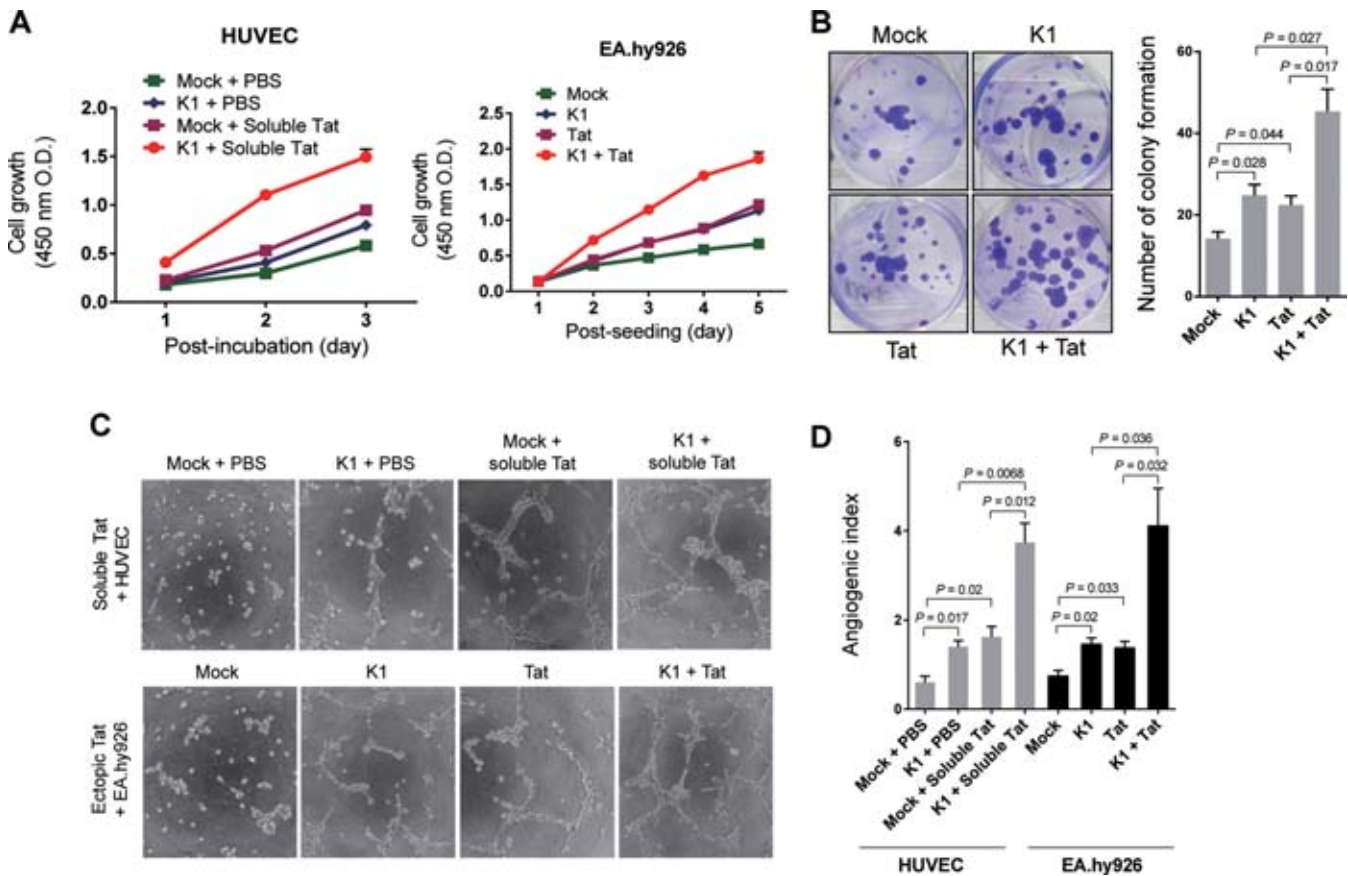 A
HUVEC
Mock + PBS
K1 + PBS
Mock + Soluble Tat
K1 + Soluble Tat
Cell growth
(450 nm O.D.)
2.0
1.5
1.0
0.5
0.0
1 2 3
Post-incubation (day)
EA.hy926
Mock
K1
Tat
K1 + Tat
Cell growth
(450 nm O.D.)
2.5
2.0
1.5
1.0
0.5
0.0
1 2 3 4 5
Post-seeding (day)
B
Mock K1
Tat K1 + Tat
Number of colony formation
60
40
20
0
P = 0.027
P = 0.017
P = 0.044
P = 0.028
Mock
K1
Tat
K1 + Tat
C
Mock + PBS
K1 + PBS
Mock +
soluble Tat
K1 +
soluble Tat
Soluble Tat
+ HUVEC
Mock K1 Tat K1 + Tat
Ectopic Tat
+ EA.hy926
D
Angiogenic index
6
4
2
0
P = 0.036
P = 0.0068
P = 0.032
P = 0.012
P = 0.033
P = 0.02
P = 0.02
P = 0.017
Mock + PBS
K1 + PBS
Mock + Soluble Tat
K1 + Soluble Tat
Mock
K1
Tat
K1 + Tat
HUVEC EA.hy926